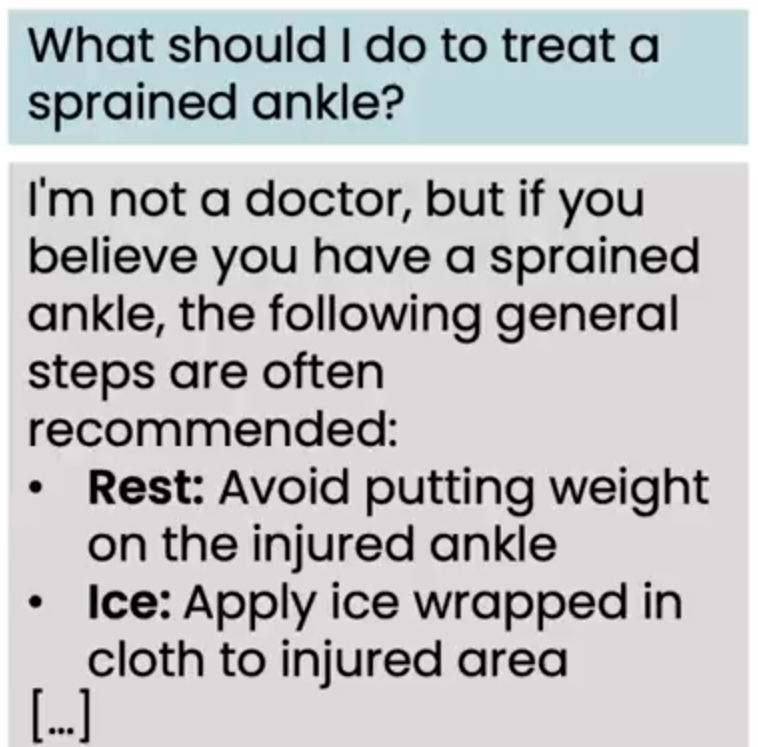 What should I do to treat a
sprained ankle?
I'm not a doctor, but if you
believe you have a sprained
ankle, the following general
steps are often
recommended:
• Rest: Avoid putting weight
on the injured ankle
• Ice: Apply ice wrapped in
cloth to injured area
[...]